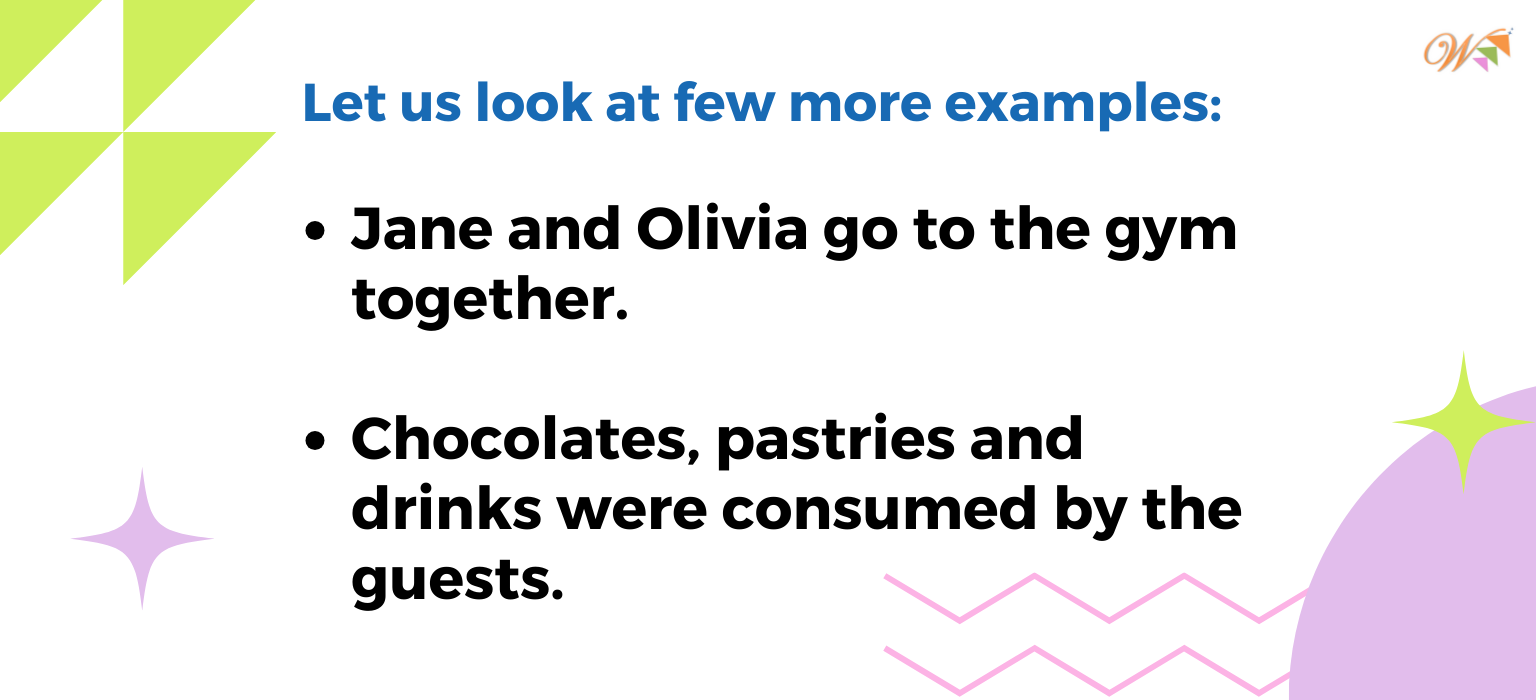 W
Let us look at few more examples:
• Jane and Olivia go to the gym
together.
• Chocolates, pastries and
drinks were consumed by the
guests.